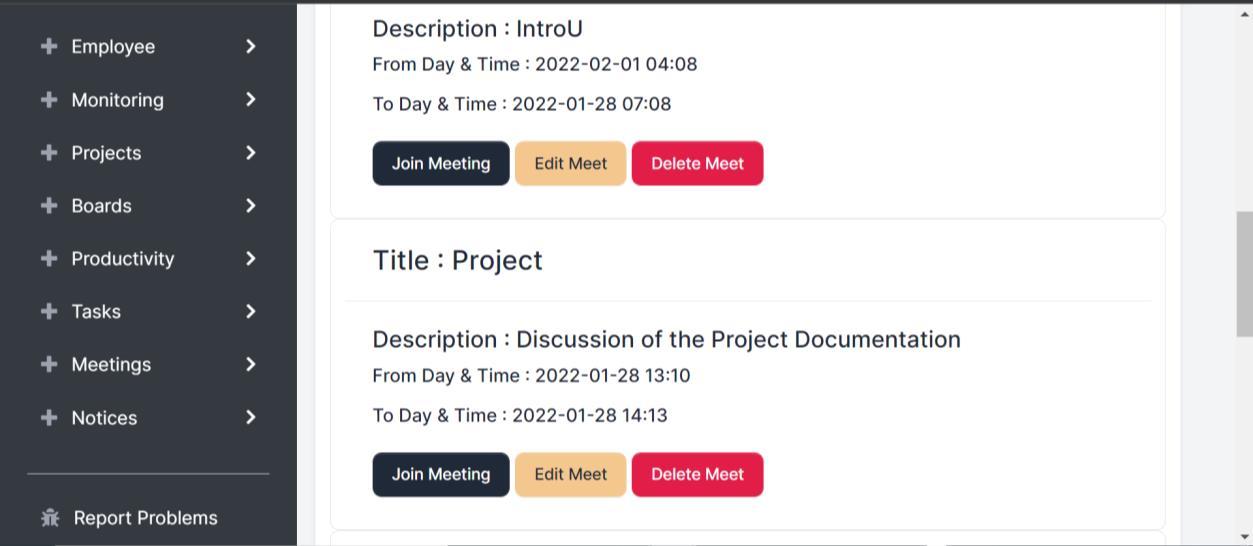 Employee
Monitoring
Projects
Boards
Productivity
Tasks
Meetings
Notices
Report Problems
Description : IntroU
From Day & Time : 2022-02-01 04:08
To Day & Time : 2022-01-28 07:08
Join Meeting Edit Meet Delete Meet
Title : Project
Description : Discussion of the Project Documentation
From Day & Time : 2022-01-28 13:10
To Day & Time : 2022-01-28 14:13
Join Meeting Edit Meet Delete Meet